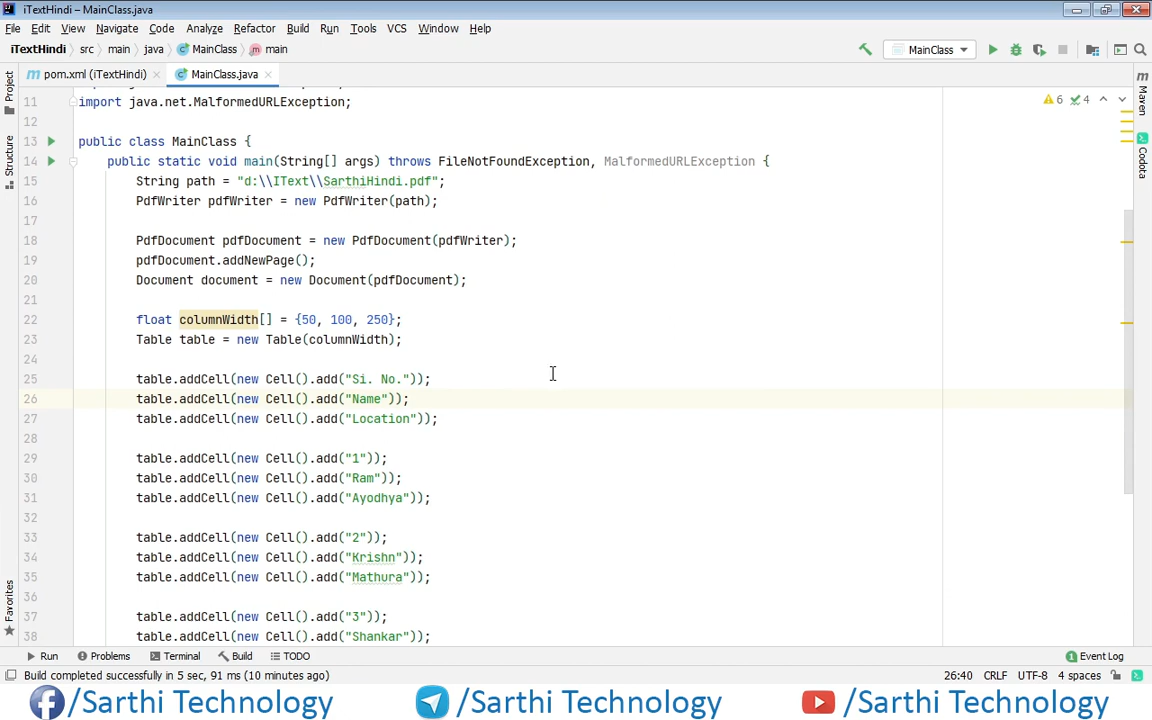 iTextHindi – MainClass.java
File Edit View Navigate Code Analyze Refactor Build Run Tools VCS Window Help
iTextHindi src main java MainClass main MainClass
pom.xml (iTextHindi) MainClass.java
Project
Structure
Favorites
Maven
Codota
6 4
11 import java.net.MalformedURLException;
12
13 public class MainClass {
14 public static void main(String[] args) throws FileNotFoundException, MalformedURLException {
15 String path = "d:\\IText\\SarthiHindi.pdf";
16 PdfWriter pdfWriter = new PdfWriter(path);
17
18 PdfDocument pdfDocument = new PdfDocument(pdfWriter);
19 pdfDocument.addNewPage();
20 Document document = new Document(pdfDocument);
21
22 float columnWidth[] = {50, 100, 250};
23 Table table = new Table(columnWidth);
24
25 table.addCell(new Cell().add("Si. No."));
26 table.addCell(new Cell().add("Name"));
27 table.addCell(new Cell().add("Location"));
28
29 table.addCell(new Cell().add("1"));
30 table.addCell(new Cell().add("Ram"));
31 table.addCell(new Cell().add("Ayodhya"));
32
33 table.addCell(new Cell().add("2"));
34 table.addCell(new Cell().add("Krishn"));
35 table.addCell(new Cell().add("Mathura"));
36
37 table.addCell(new Cell().add("3"));
38 table.addCell(new Cell().add("Shankar"));
Run Problems Terminal Build TODO 1 Event Log
Build completed successfully in 5 sec, 91 ms (10 minutes ago) 26:40 CRLF UTF-8 4 spaces
/Sarthi Technology /Sarthi Technology /Sarthi Technology